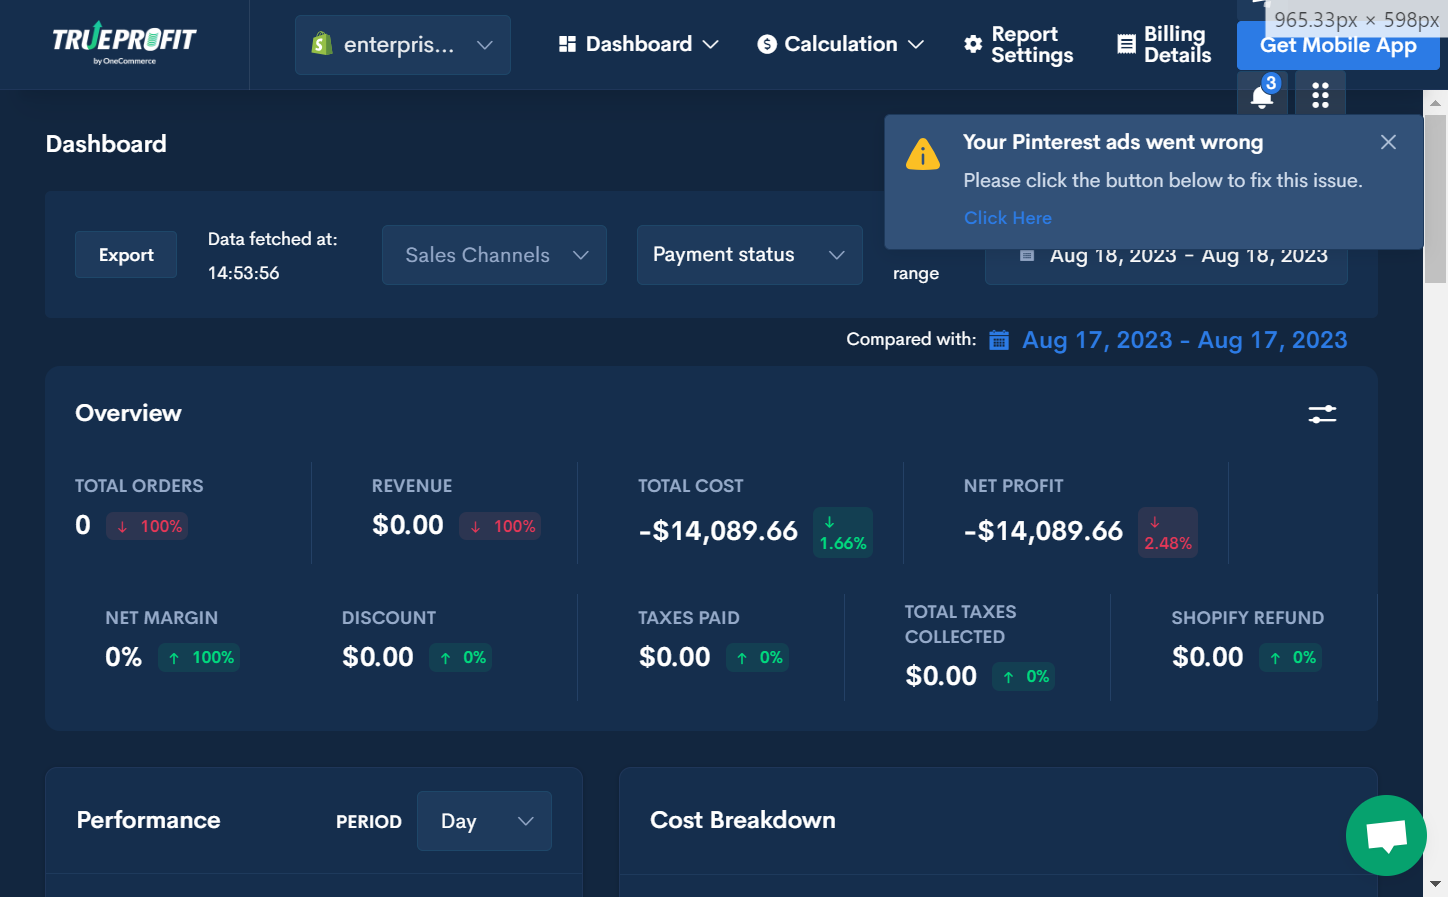 TRUEPROFIT
by OneCommerce
enterpris...
Dashboard
Calculation
Report
Settings
Billing
Details
965.33px × 598px
Get Mobile App
3
Dashboard
Your Pinterest ads went wrong
Please click the button below to fix this issue.
Click Here
Export
Data fetched at:
14:53:56
Sales Channels
Payment status
range
Aug 18, 2023 - Aug 18, 2023
Compared with:
Aug 17, 2023 - Aug 17, 2023
Overview
TOTAL ORDERS
0 ↓ 100%
REVENUE
$0.00 ↓ 100%
TOTAL COST
-$14,089.66 ↓ 1.66%
NET PROFIT
-$14,089.66 ↓ 2.48%
NET MARGIN
0% ↑ 100%
DISCOUNT
$0.00 ↑ 0%
TAXES PAID
$0.00 ↑ 0%
TOTAL TAXES
COLLECTED
$0.00 ↑ 0%
SHOPIFY REFUND
$0.00 ↑ 0%
Performance
PERIOD
Day
Cost Breakdown